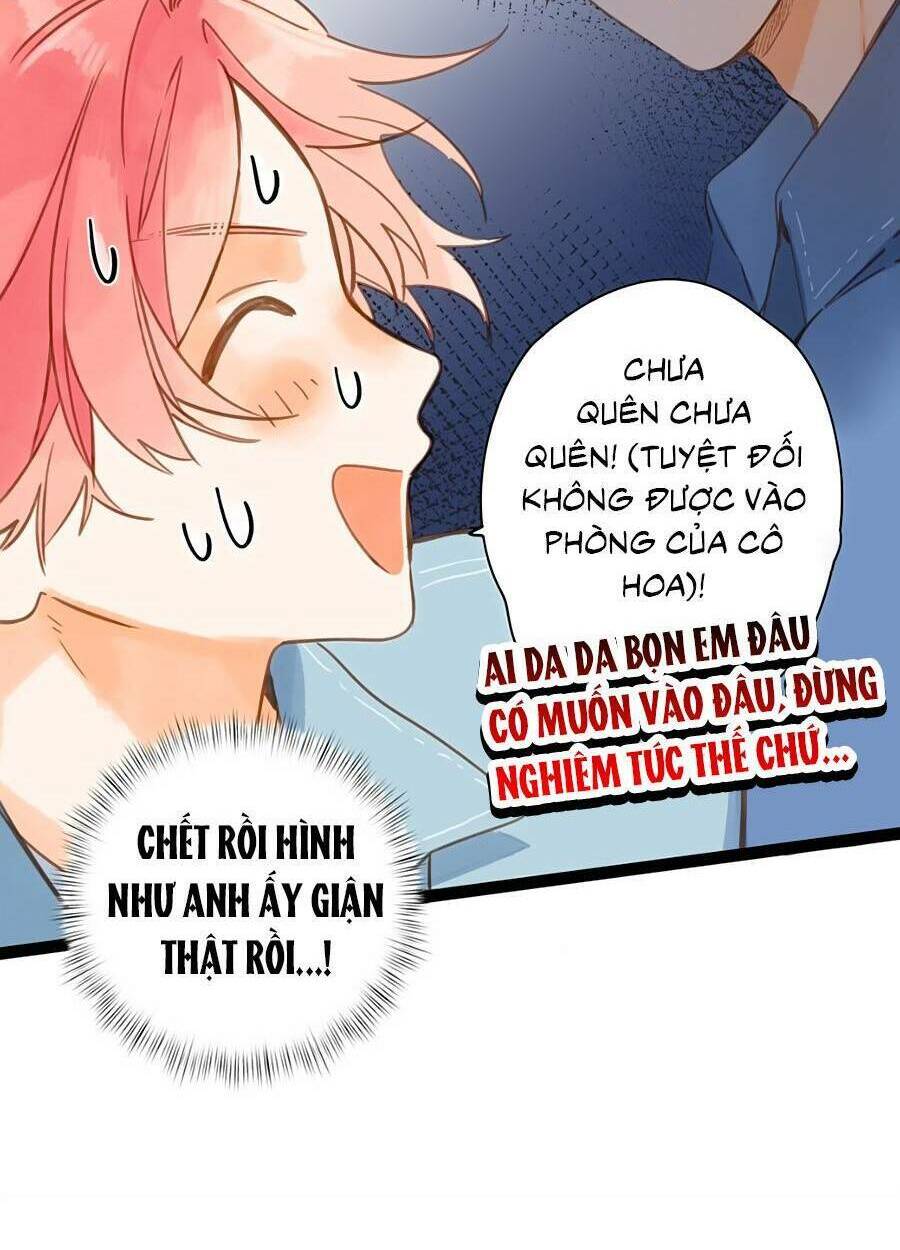 CHƯA
QUÊN CHƯA
QUÊN! (TUYỆT ĐỐI
KHÔNG ĐƯỢC VÀO
PHÒNG CỦA CÔ
HOA)!
AI DA DA BỌN EM ĐÂU
CÓ MUỐN VÀO ĐÂU, ĐỪNG
NGHIÊM TÚC THẾ CHỨ...
CHẾT RỒI HÌNH
NHƯ ANH ẤY GIẬN
THẬT RỒI...!